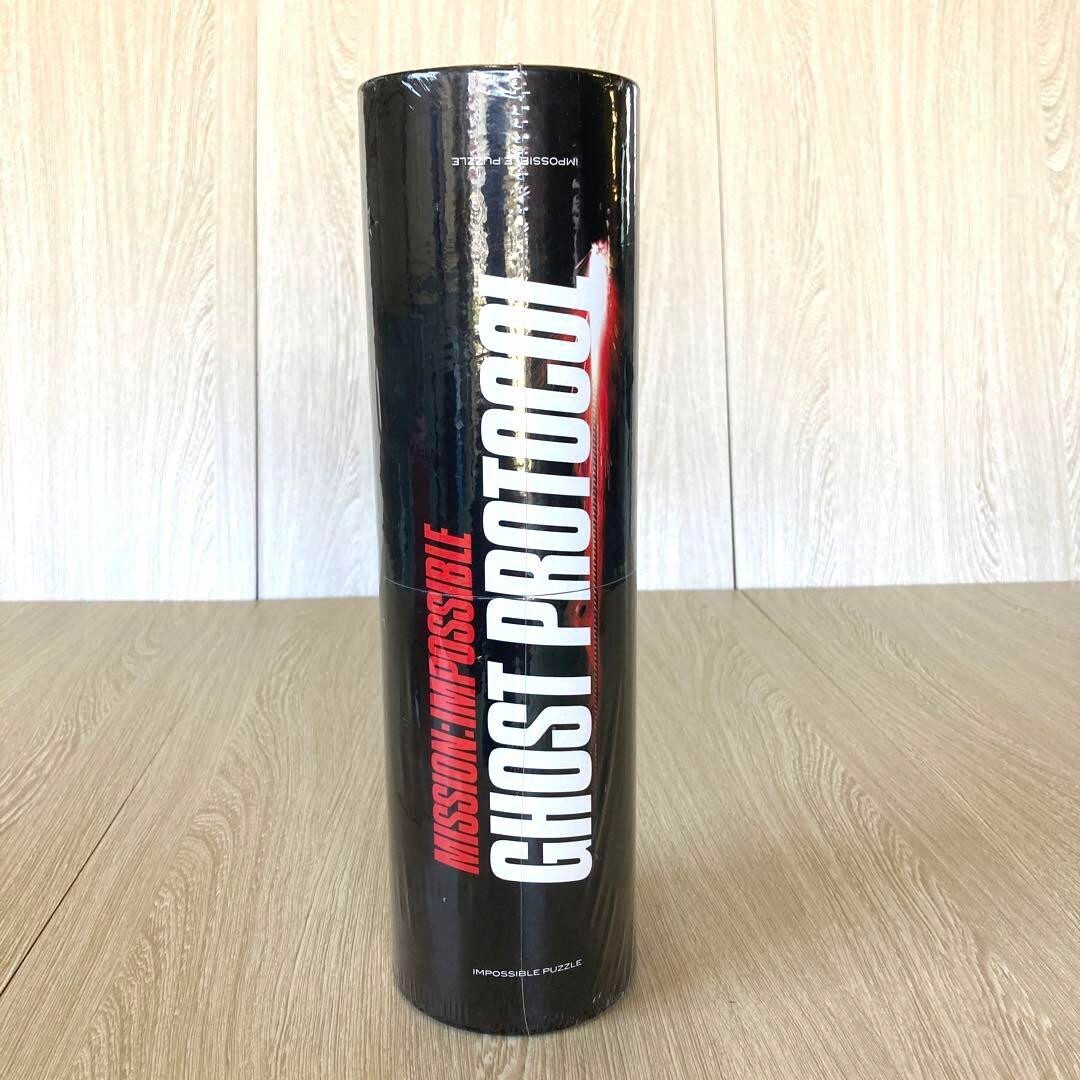 IMPOSSIBLE PUZZLE
MISSION:IMPOSSIBLE
GHOST PROTOCOL
IMPOSSIBLE PUZZLE